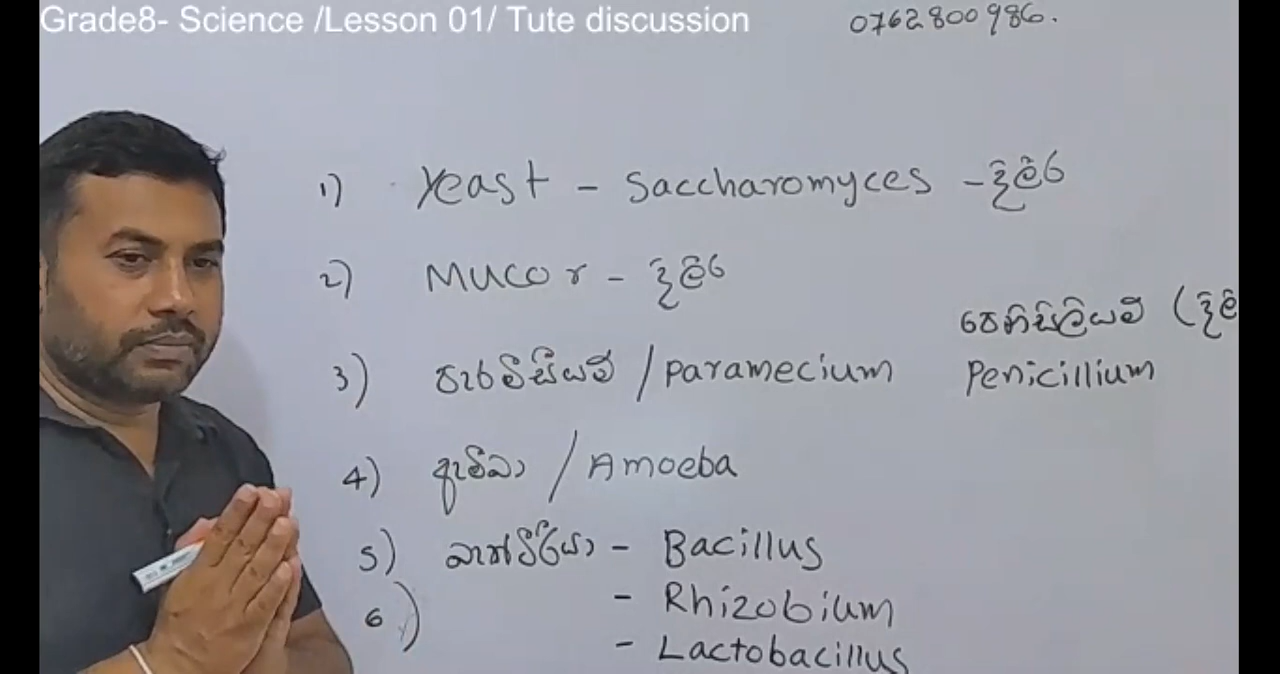 Grade8- Science /Lesson 01/ Tute discussion
0762800986.
1) Yeast - Saccharomyces - දිලීර
2) Mucor - දිලීර
පෙනිසිලියම් (දිලී
3) පැරමීසියම් / Paramecium Penicillium
4) ඇමීබා / Amoeba
5) බැක්ටීරියා - Bacillus
6) - Rhizobium
- Lactobacillus